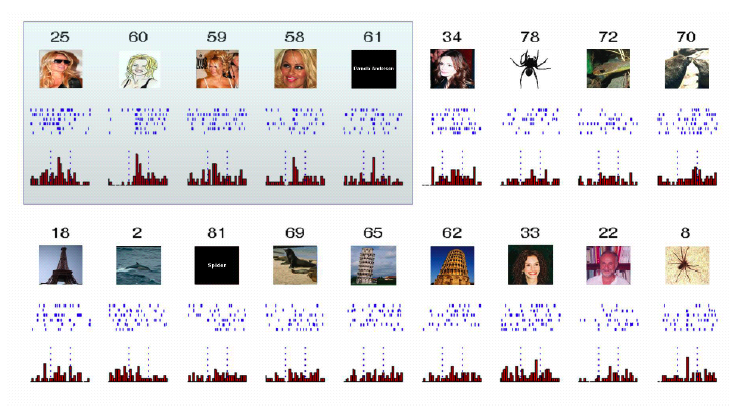 25 60 59 58 61 34 78 72 70
Pamela Anderson
18 2 81 69 65 62 33 22 8
Spider